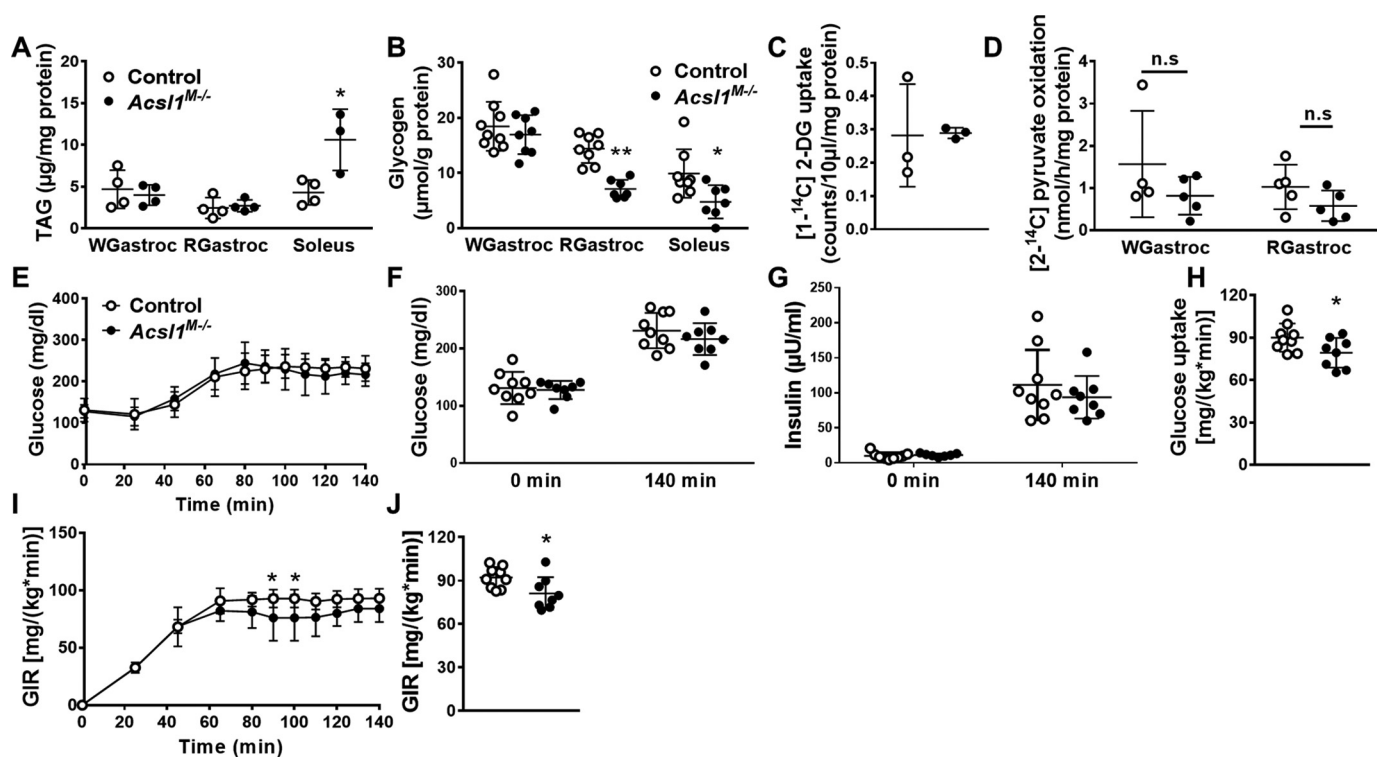 A
TAG (µg/mg protein)
20
15
10
5
0
Control
Acsl1M-/-
*
WGastroc
RGastroc
Soleus
B
Glycogen
(µmol/g protein)
30
20
10
0
Control
Acsl1M-/-
**
*
WGastroc
RGastroc
Soleus
C
[1-14C] 2-DG uptake
(counts/10µl/mg protein)
0.5
0.4
0.3
0.2
0.1
0.0
D
[2-14C] pyruvate oxidation
(nmol/h/mg protein)
4
3
2
1
0
n.s
n.s
WGastroc
RGastroc
E
Glucose (mg/dl)
400
300
200
100
0
Control
Acsl1M-/-
0
20
40
60
80
100
120
140
Time (min)
F
Glucose (mg/dl)
300
200
100
0
0 min
140 min
G
Insulin (µU/ml)
250
200
150
100
50
0
0 min
140 min
H
Glucose uptake
[mg/(kg*min)]
120
90
60
30
0
*
I
GIR [mg/(kg*min)]
150
100
50
0
*
*
0
20
40
60
80
100
120
140
Time (min)
J
GIR [mg/(kg*min)]
120
90
60
30
0
*